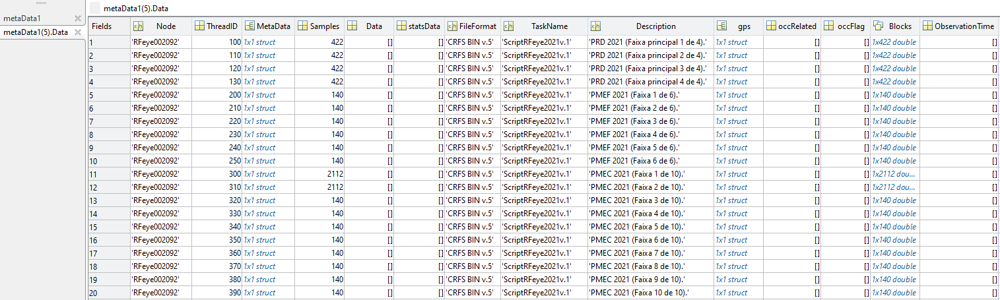 metaData1(5).Data
metaData1
metaData1(5).Data
Fields Node ThreadID MetaData Samples Data statsData FileFormat TaskName Description gps occRelated occFlag Blocks ObservationTime
1 'RFeye002092' 100 1x1 struct 422 [] [] 'CRFS BIN v.5' 'ScriptRFeye2021v.1' 'PRD 2021 (Faixa principal 1 de 4).' 1x1 struct [] [] 1x422 double []
2 'RFeye002092' 110 1x1 struct 422 [] [] 'CRFS BIN v.5' 'ScriptRFeye2021v.1' 'PRD 2021 (Faixa principal 2 de 4).' 1x1 struct [] [] 1x422 double []
3 'RFeye002092' 120 1x1 struct 422 [] [] 'CRFS BIN v.5' 'ScriptRFeye2021v.1' 'PRD 2021 (Faixa principal 3 de 4).' 1x1 struct [] [] 1x422 double []
4 'RFeye002092' 130 1x1 struct 422 [] [] 'CRFS BIN v.5' 'ScriptRFeye2021v.1' 'PRD 2021 (Faixa principal 4 de 4).' 1x1 struct [] [] 1x422 double []
5 'RFeye002092' 200 1x1 struct 140 [] [] 'CRFS BIN v.5' 'ScriptRFeye2021v.1' 'PMEF 2021 (Faixa 1 de 6).' 1x1 struct [] [] 1x140 double []
6 'RFeye002092' 210 1x1 struct 140 [] [] 'CRFS BIN v.5' 'ScriptRFeye2021v.1' 'PMEF 2021 (Faixa 2 de 6).' 1x1 struct [] [] 1x140 double []
7 'RFeye002092' 220 1x1 struct 140 [] [] 'CRFS BIN v.5' 'ScriptRFeye2021v.1' 'PMEF 2021 (Faixa 3 de 6).' 1x1 struct [] [] 1x140 double []
8 'RFeye002092' 230 1x1 struct 140 [] [] 'CRFS BIN v.5' 'ScriptRFeye2021v.1' 'PMEF 2021 (Faixa 4 de 6).' 1x1 struct [] [] 1x140 double []
9 'RFeye002092' 240 1x1 struct 140 [] [] 'CRFS BIN v.5' 'ScriptRFeye2021v.1' 'PMEF 2021 (Faixa 5 de 6).' 1x1 struct [] [] 1x140 double []
10 'RFeye002092' 250 1x1 struct 140 [] [] 'CRFS BIN v.5' 'ScriptRFeye2021v.1' 'PMEF 2021 (Faixa 6 de 6).' 1x1 struct [] [] 1x140 double []
11 'RFeye002092' 300 1x1 struct 2112 [] [] 'CRFS BIN v.5' 'ScriptRFeye2021v.1' 'PMEC 2021 (Faixa 1 de 10).' 1x1 struct [] [] 1x2112 dou... []
12 'RFeye002092' 310 1x1 struct 2112 [] [] 'CRFS BIN v.5' 'ScriptRFeye2021v.1' 'PMEC 2021 (Faixa 2 de 10).' 1x1 struct [] [] 1x2112 dou... []
13 'RFeye002092' 320 1x1 struct 140 [] [] 'CRFS BIN v.5' 'ScriptRFeye2021v.1' 'PMEC 2021 (Faixa 3 de 10).' 1x1 struct [] [] 1x140 double []
14 'RFeye002092' 330 1x1 struct 140 [] [] 'CRFS BIN v.5' 'ScriptRFeye2021v.1' 'PMEC 2021 (Faixa 4 de 10).' 1x1 struct [] [] 1x140 double []
15 'RFeye002092' 340 1x1 struct 140 [] [] 'CRFS BIN v.5' 'ScriptRFeye2021v.1' 'PMEC 2021 (Faixa 5 de 10).' 1x1 struct [] [] 1x140 double []
16 'RFeye002092' 350 1x1 struct 140 [] [] 'CRFS BIN v.5' 'ScriptRFeye2021v.1' 'PMEC 2021 (Faixa 6 de 10).' 1x1 struct [] [] 1x140 double []
17 'RFeye002092' 360 1x1 struct 140 [] [] 'CRFS BIN v.5' 'ScriptRFeye2021v.1' 'PMEC 2021 (Faixa 7 de 10).' 1x1 struct [] [] 1x140 double []
18 'RFeye002092' 370 1x1 struct 140 [] [] 'CRFS BIN v.5' 'ScriptRFeye2021v.1' 'PMEC 2021 (Faixa 8 de 10).' 1x1 struct [] [] 1x140 double []
19 'RFeye002092' 380 1x1 struct 140 [] [] 'CRFS BIN v.5' 'ScriptRFeye2021v.1' 'PMEC 2021 (Faixa 9 de 10).' 1x1 struct [] [] 1x140 double []
20 'RFeye002092' 390 1x1 struct 140 [] [] 'CRFS BIN v.5' 'ScriptRFeye2021v.1' 'PMEC 2021 (Faixa 10 de 10).' 1x1 struct [] [] 1x140 double []